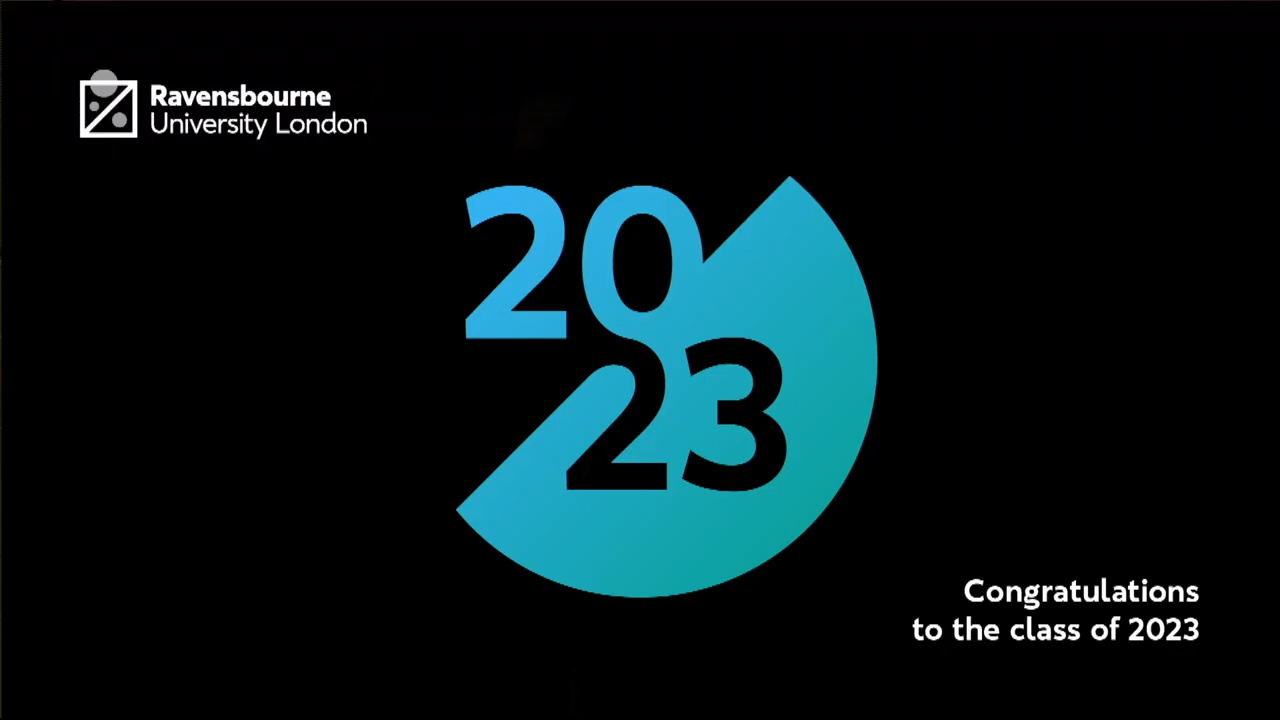 Ravensbourne
University London
20
23
Congratulations
to the class of 2023